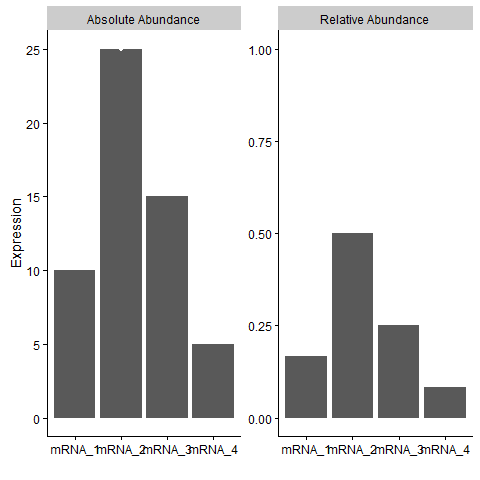 Absolute Abundance
Relative Abundance
Expression
25
20
15
10
5
0
mRNA_1 mRNA_2 mRNA_3 mRNA_4
1.00
0.75
0.50
0.25
0.00
mRNA_1 mRNA_2 mRNA_3 mRNA_4